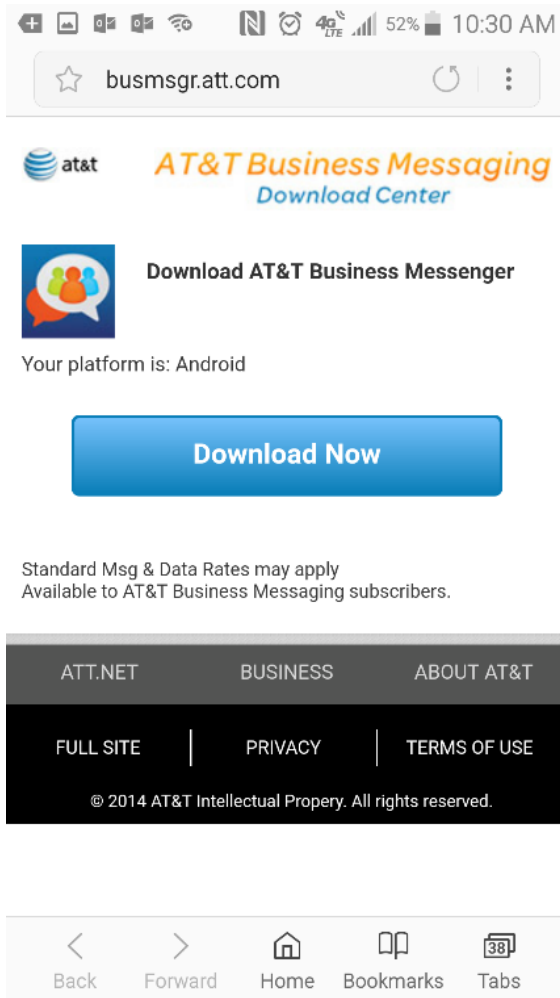 4G LTE 52% 10:30 AM
busmsgr.att.com
at&t
AT&T Business Messaging
Download Center
Download AT&T Business Messenger
Your platform is: Android
Download Now
Standard Msg & Data Rates may apply
Available to AT&T Business Messaging subscribers.
ATT.NET BUSINESS ABOUT AT&T
FULL SITE PRIVACY TERMS OF USE
© 2014 AT&T Intellectual Propery. All rights reserved.
38
Back Forward Home Bookmarks Tabs